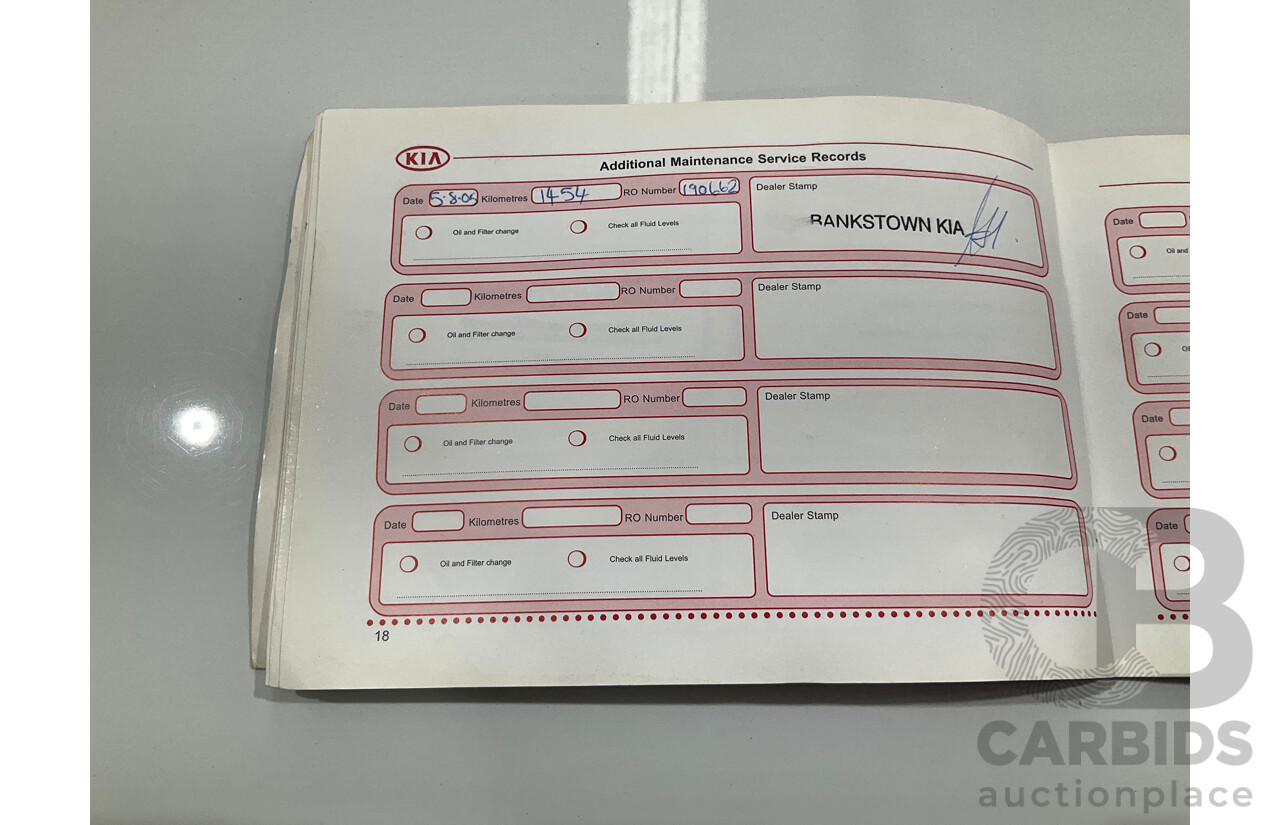 KIA
Additional Maintenance Service Records
Date 5.8.05 Kilometres 1454 RO Number 190662 Dealer Stamp
Oil and Filter change Check all Fluid Levels
BANKSTOWN KIA
Date Kilometres RO Number Dealer Stamp
Oil and Filter change Check all Fluid Levels
Date Kilometres RO Number Dealer Stamp
Oil and Filter change Check all Fluid Levels
Date Kilometres RO Number Dealer Stamp
Oil and Filter change Check all Fluid Levels
18
Date
Oil and
Date
Date
Date
CARBIDS
auctionplace